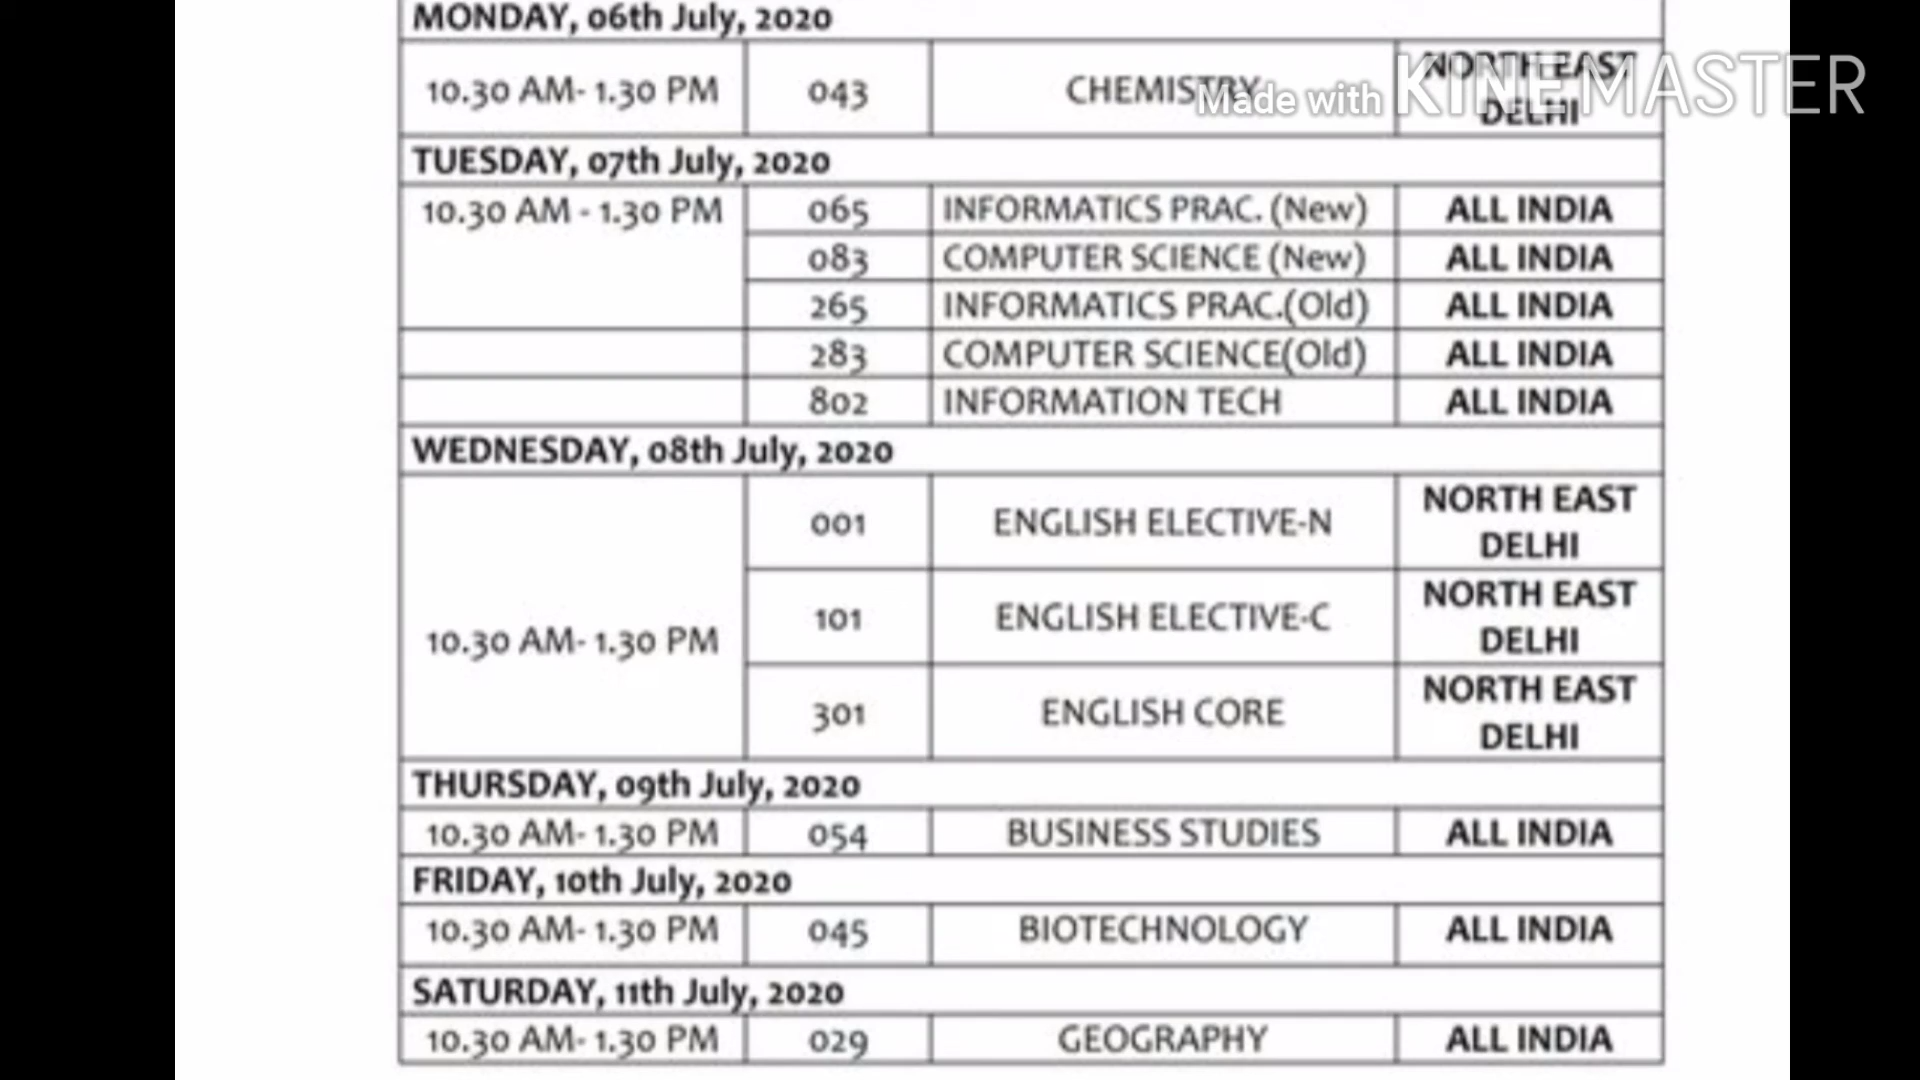 MONDAY, 06th July, 2020
10.30 AM- 1.30 PM 043 CHEMISTRY NORTH EAST DELHI
Made with KINEMASTER
TUESDAY, 07th July, 2020
10.30 AM - 1.30 PM 065 INFORMATICS PRAC. (New) ALL INDIA
083 COMPUTER SCIENCE (New) ALL INDIA
265 INFORMATICS PRAC.(Old) ALL INDIA
283 COMPUTER SCIENCE(Old) ALL INDIA
802 INFORMATION TECH ALL INDIA
WEDNESDAY, 08th July, 2020
001 ENGLISH ELECTIVE-N NORTH EAST DELHI
101 ENGLISH ELECTIVE-C NORTH EAST DELHI
10.30 AM- 1.30 PM
301 ENGLISH CORE NORTH EAST DELHI
THURSDAY, 09th July, 2020
10.30 AM- 1.30 PM 054 BUSINESS STUDIES ALL INDIA
FRIDAY, 10th July, 2020
10.30 AM- 1.30 PM 045 BIOTECHNOLOGY ALL INDIA
SATURDAY, 11th July, 2020
10.30 AM- 1.30 PM 029 GEOGRAPHY ALL INDIA